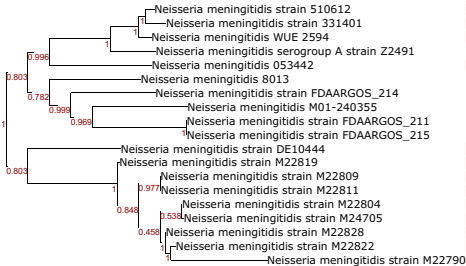 Neisseria meningitidis strain 510612
1
Neisseria meningitidis strain 331401
1
Neisseria meningitidis WUE 2594
1
Neisseria meningitidis serogroup A strain Z2491
0.996
Neisseria meningitidis 053442
0.803
Neisseria meningitidis 8013
0.782
Neisseria meningitidis strain FDAARGOS_214
0.999
Neisseria meningitidis M01-240355
0.969
Neisseria meningitidis strain FDAARGOS_211
1
1
Neisseria meningitidis strain FDAARGOS_215
Neisseria meningitidis strain DE10444
0.803
Neisseria meningitidis strain M22819
1
Neisseria meningitidis strain M22809
0.977
Neisseria meningitidis strain M22811
0.848
Neisseria meningitidis strain M22804
0.538
Neisseria meningitidis strain M24705
0.458
Neisseria meningitidis strain M22828
1
Neisseria meningitidis strain M22822
1
Neisseria meningitidis strain M22790